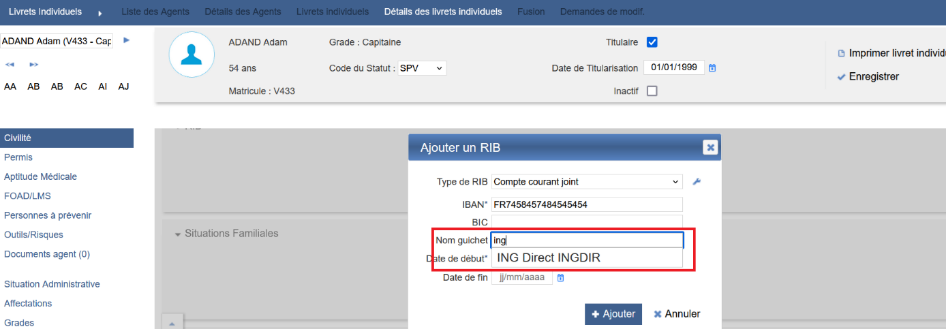 Livrets Individuels Liste des Agents Détails des Agents Livrets individuels Détails des livrets individuels Fusion Demandes de modif.
ADAND Adam (V433 - Cap
AA AB AB AC AI AJ
ADAND Adam Grade : Capitaine Titulaire
54 ans Code du Statut : SPV Date de Titularisation 01/01/1999
Matricule : V433 Inactif
Imprimer livret individu
Enregistrer
Civilité
Permis
Aptitude Médicale
FOAD/LMS
Personnes à prévenir
Outils/Risques
Documents agent (0)
Situation Administrative
Affectations
Grades
Situations Familiales
Ajouter un RIB
Type de RIB Compte courant joint
IBAN* FR7458457484545454
BIC
Nom guichet ing
Date de début* ING Direct INGDIR
Date de fin jj/mm/aaaa
Ajouter Annuler